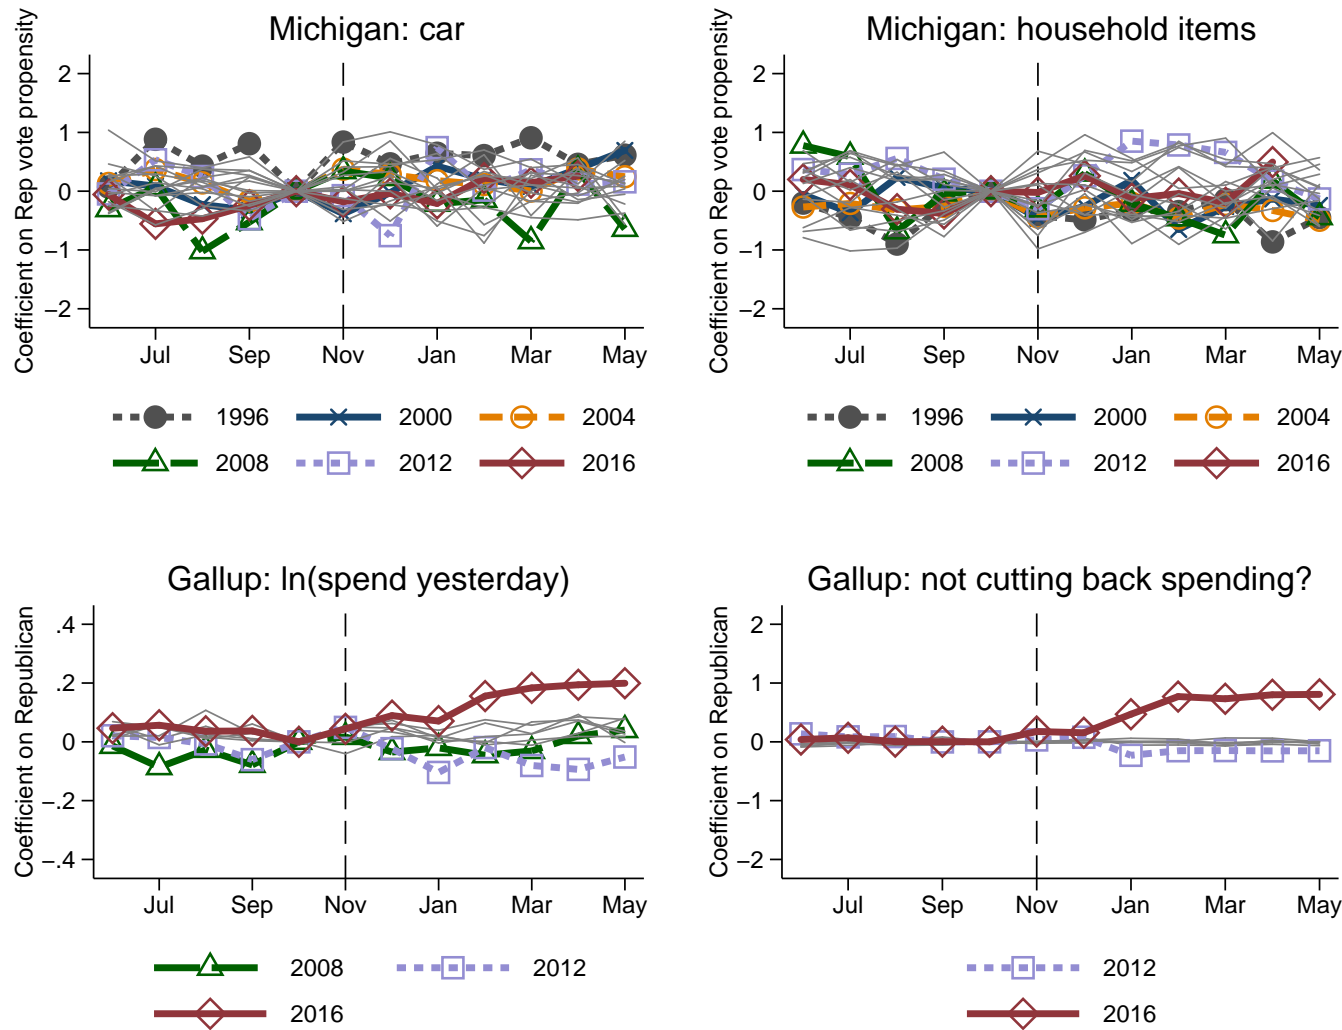 Michigan: car
Coefficient on Rep vote propensity
2
1
0
−1
−2
Jul Sep Nov Jan Mar May
1996 2000 2004
2008 2012 2016
Michigan: household items
Coefficient on Rep vote propensity
2
1
0
−1
−2
Jul Sep Nov Jan Mar May
1996 2000 2004
2008 2012 2016
Gallup: ln(spend yesterday)
Coefficient on Republican
.4
.2
0
−.2
−.4
Jul Sep Nov Jan Mar May
2008 2012
2016
Gallup: not cutting back spending?
Coefficient on Republican
2
1
0
−1
−2
Jul Sep Nov Jan Mar May
2012
2016